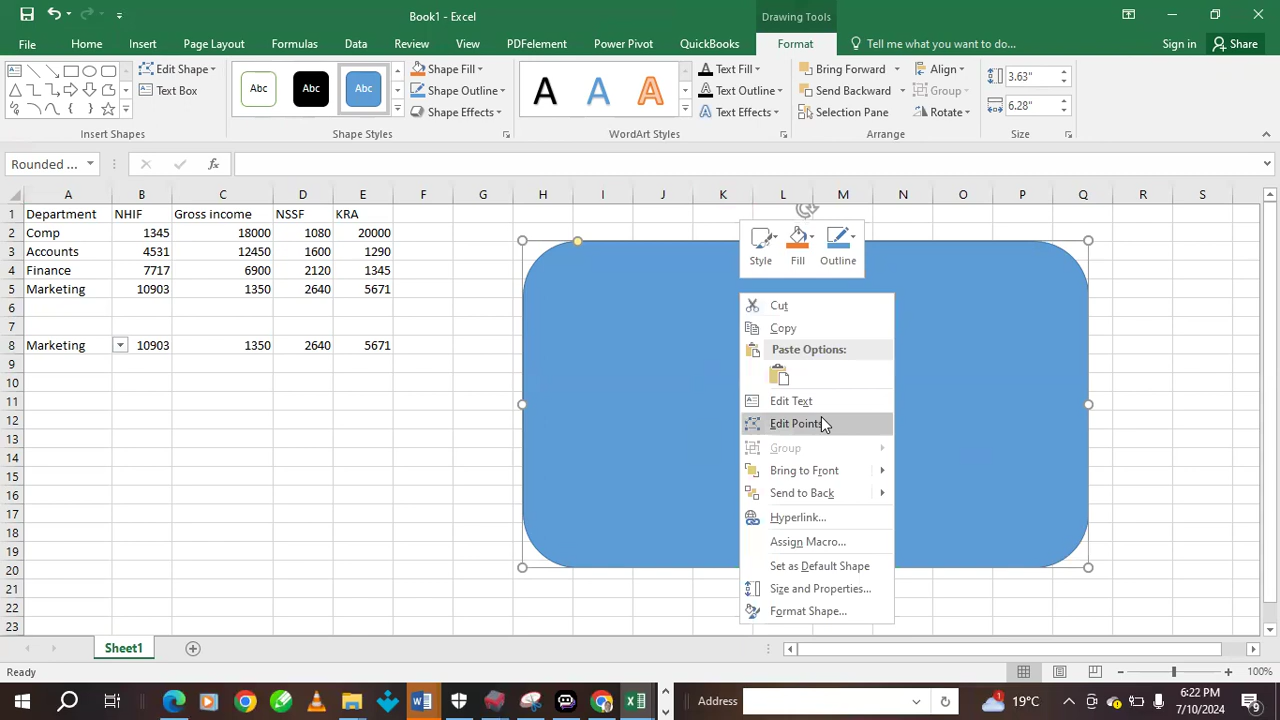 Book1 - Excel
Drawing Tools
File Home Insert Page Layout Formulas Data Review View PDFelement Power Pivot QuickBooks Format Tell me what you want to do... Sign in Share
Edit Shape
Text Box
Insert Shapes
Abc Abc Abc
Shape Fill
Shape Outline
Shape Effects
Shape Styles
A A A
Text Fill
Text Outline
Text Effects
WordArt Styles
Bring Forward
Send Backward
Selection Pane
Align
Group
Rotate
Arrange
3.63"
6.28"
Size
Rounded ...
fx
A B C D E F G H I J K L M N O P Q R S
1 Department NHIF Gross income NSSF KRA
2 Comp 1345 18000 1080 20000
3 Accounts 4531 12450 1600 1290
4 Finance 7717 6900 2120 1345
5 Marketing 10903 1350 2640 5671
6
7
8 Marketing 10903 1350 2640 5671
9
10
11
12
13
14
15
16
17
18
19
20
21
22
23
Style Fill Outline
Cut
Copy
Paste Options:
Edit Text
Edit Points
Group
Bring to Front
Send to Back
Hyperlink...
Assign Macro...
Set as Default Shape
Size and Properties...
Format Shape...
Sheet1
Ready
100%
Address
19°C
6:22 PM
7/10/2024
9